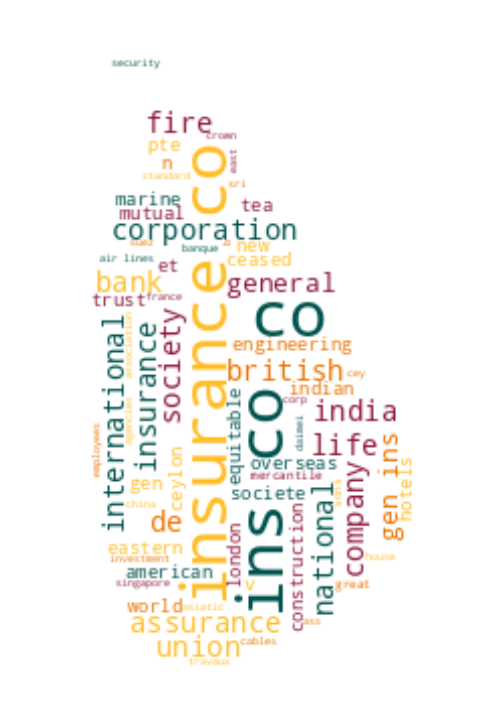 security
fire
crown
pte
east
n
co
standard
sri
marine
tea
mutual
corporation
suez
banque
new
air lines
ceased
et
bank
general
trust
france
insurance
co
association
international
insurance
society
engineering
british
cey
indian
corp
india
equitable
co
daimei
life
employees
agencies
overseas
mercantile
gen ins
hotels
ceylon
gen
societe
company
national
suns
china
de
construction
london
eastern
house
investment
american
singapore
v
ins
great
world
asiatic
assurance
ass
union
cables
travaux